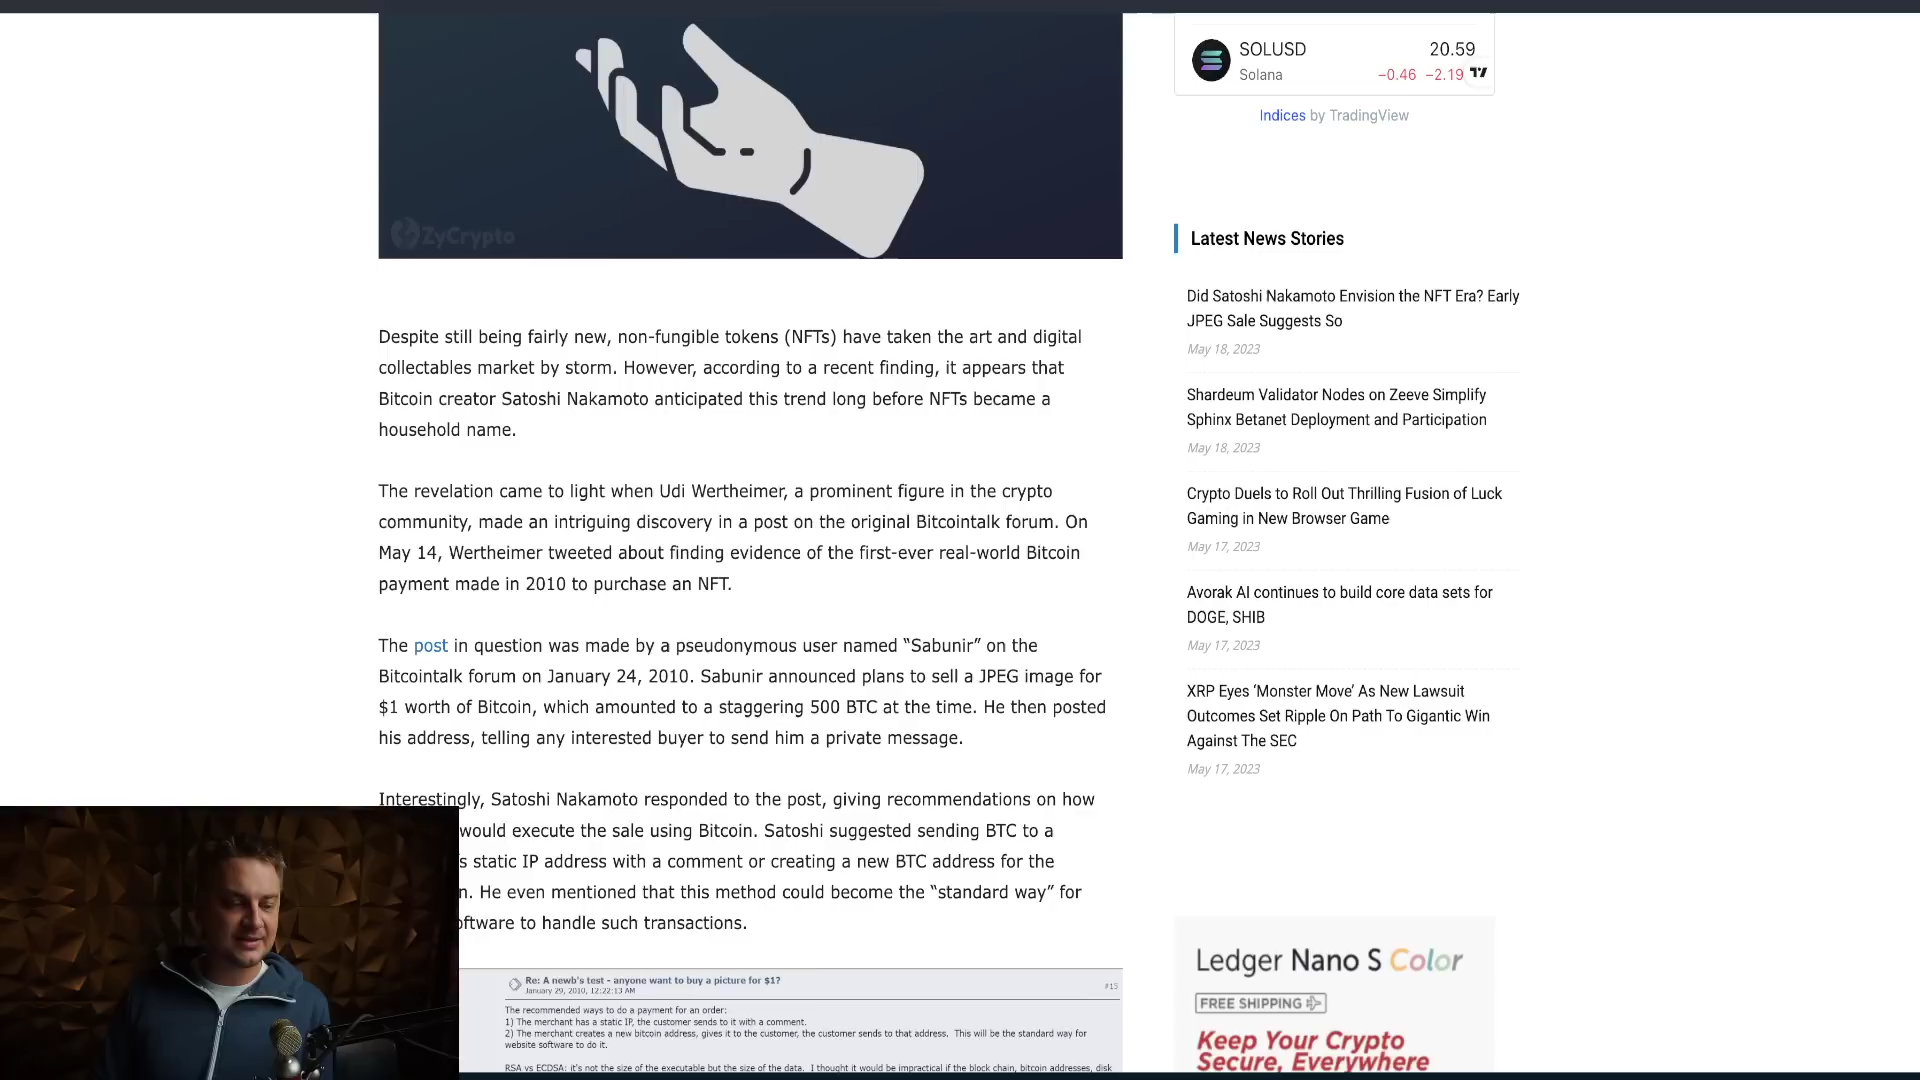 ZyCrypto
Despite still being fairly new, non-fungible tokens (NFTs) have taken the art and digital
collectables market by storm. However, according to a recent finding, it appears that
Bitcoin creator Satoshi Nakamoto anticipated this trend long before NFTs became a
household name.
The revelation came to light when Udi Wertheimer, a prominent figure in the crypto
community, made an intriguing discovery in a post on the original Bitcointalk forum. On
May 14, Wertheimer tweeted about finding evidence of the first-ever real-world Bitcoin
payment made in 2010 to purchase an NFT.
The post in question was made by a pseudonymous user named “Sabunir” on the
Bitcointalk forum on January 24, 2010. Sabunir announced plans to sell a JPEG image for
$1 worth of Bitcoin, which amounted to a staggering 500 BTC at the time. He then posted
his address, telling any interested buyer to send him a private message.
Interestingly, Satoshi Nakamoto responded to the post, giving recommendations on how
would execute the sale using Bitcoin. Satoshi suggested sending BTC to a
s static IP address with a comment or creating a new BTC address for the
n. He even mentioned that this method could become the “standard way” for
oftware to handle such transactions.
Re: A newb's test - anyone want to buy a picture for $1?
January 29, 2010, 12:22:13 AM
#15
The recommended ways to do a payment for an order:
1) The merchant has a static IP, the customer sends to it with a comment.
2) The merchant creates a new bitcoin address, gives it to the customer, the customer sends to that address. This will be the standard way for
website software to do it.
RSA vs ECDSA: it's not the size of the executable but the size of the data. I thought it would be impractical if the block chain, bitcoin addresses, disk
SOLUSD 20.59
Solana −0.46 −2.19
Indices by TradingView
Latest News Stories
Did Satoshi Nakamoto Envision the NFT Era? Early
JPEG Sale Suggests So
May 18, 2023
Shardeum Validator Nodes on Zeeve Simplify
Sphinx Betanet Deployment and Participation
May 18, 2023
Crypto Duels to Roll Out Thrilling Fusion of Luck
Gaming in New Browser Game
May 17, 2023
Avorak AI continues to build core data sets for
DOGE, SHIB
May 17, 2023
XRP Eyes ‘Monster Move’ As New Lawsuit
Outcomes Set Ripple On Path To Gigantic Win
Against The SEC
May 17, 2023
Ledger Nano S Color
FREE SHIPPING
Keep Your Crypto
Secure, Everywhere